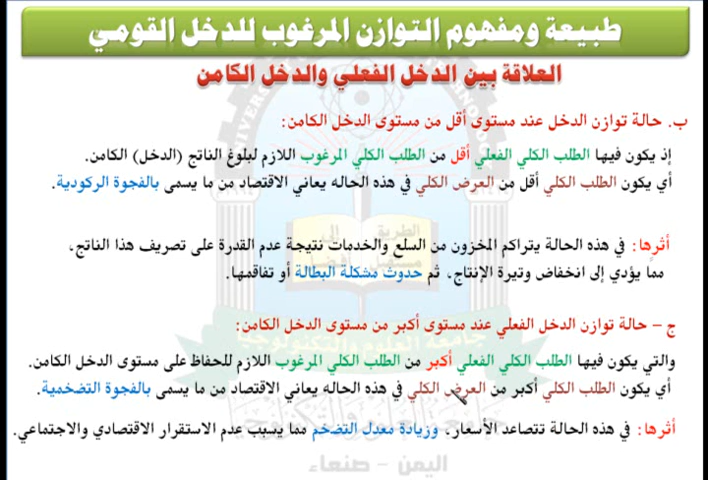 طبيعة ومفهوم التوازن المرغوب للدخل القومي
العلاقة بين الدخل الفعلي والدخل الكامن
ب. حالة توازن الدخل عند مستوى أقل من مستوى الدخل الكامن:
إذ يكون فيها الطلب الكلي الفعلي أقل من الطلب الكلي المرغوب اللازم لبلوغ الناتج (الدخل) الكامن.
أي يكون الطلب الكلي أقل من العرض الكلي في هذه الحاله يعاني الاقتصاد من ما يسمى بالفجوة الركودية.
أثرها: في هذه الحالة يتراكم المخزون من السلع والخدمات نتيجة عدم القدرة على تصريف هذا الناتج،
مما يؤدي إلى انخفاض وتيرة الإنتاج، ثم حدوث مشكلة البطالة أو تفاقمها.
ج – حالة توازن الدخل الفعلي عند مستوى أكبر من مستوى الدخل الكامن:
والتي يكون فيها الطلب الكلي الفعلي أكبر من الطلب الكلي المرغوب اللازم للحفاظ على مستوى الدخل الكامن.
أي يكون الطلب الكلي أكبر من العرض الكلي في هذه الحاله يعاني الاقتصاد من ما يسمى بالفجوة التضخمية.
أثرها: في هذه الحالة تتصاعد الأسعار، وزيادة معدل التضخم مما يسبب عدم الاستقرار الاقتصادي والاجتماعي.
اليمن - صنعاء